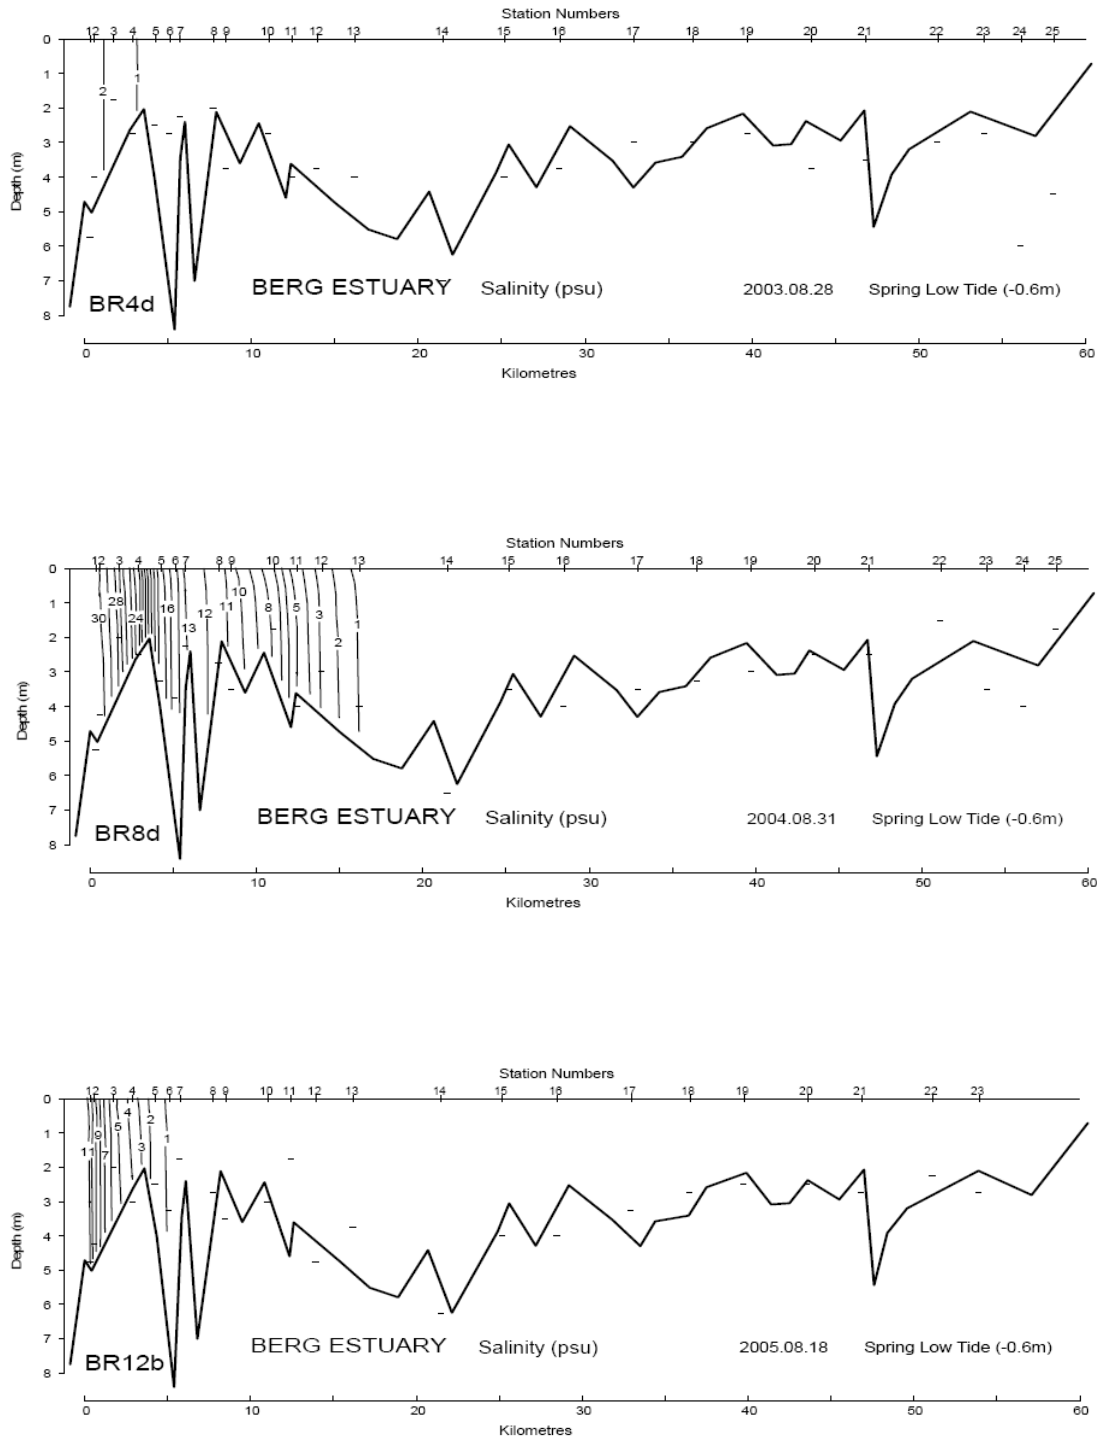 Station Numbers
12 3 4 5 6 7 8 9 10 11 12 13 14 15 16 17 18 19 20 21 22 23 24 25
0
1
2
3
4
5
6
7
8
Depth (m)
2 1
BR4d BERG ESTUARY Salinity (psu) 2003.08.28 Spring Low Tide (-0.6m)
0 10 20 30 40 50 60
Kilometres
Station Numbers
12 3 4 5 6 7 8 9 10 11 12 13 14 15 16 17 18 19 20 21 22 23 24 25
0
1
2
3
4
5
6
7
8
Depth (m)
30 28 24 16 13 12 11 10 8 5 3 2 1
BR8d BERG ESTUARY Salinity (psu) 2004.08.31 Spring Low Tide (-0.6m)
0 10 20 30 40 50 60
Kilometres
Station Numbers
12 3 4 5 6 7 8 9 10 11 12 13 14 15 16 17 18 19 20 21 22 23
0
1
2
3
4
5
6
7
8
Depth (m)
11 9 7 5 4 3 2 1
BR12b BERG ESTUARY Salinity (psu) 2005.08.18 Spring Low Tide (-0.6m)
0 10 20 30 40 50 60
Kilometres